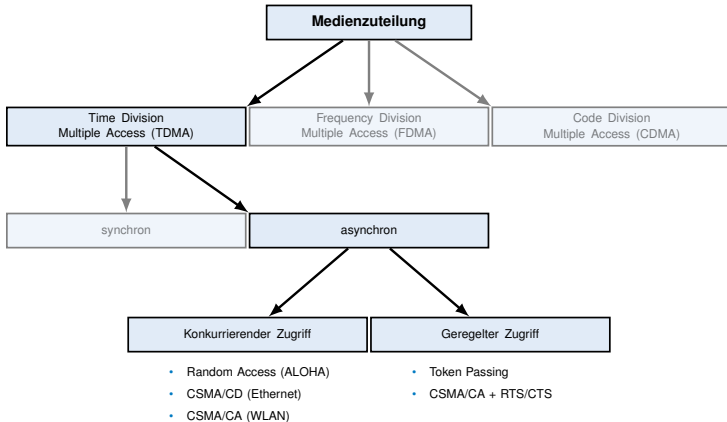 Medienzuteilung
Time Division
Multiple Access (TDMA)
Frequency Division
Multiple Access (FDMA)
Code Division
Multiple Access (CDMA)
synchron
asynchron
Konkurrierender Zugriff
Geregelter Zugriff
• Random Access (ALOHA)
• CSMA/CD (Ethernet)
• CSMA/CA (WLAN)
• Token Passing
• CSMA/CA + RTS/CTS